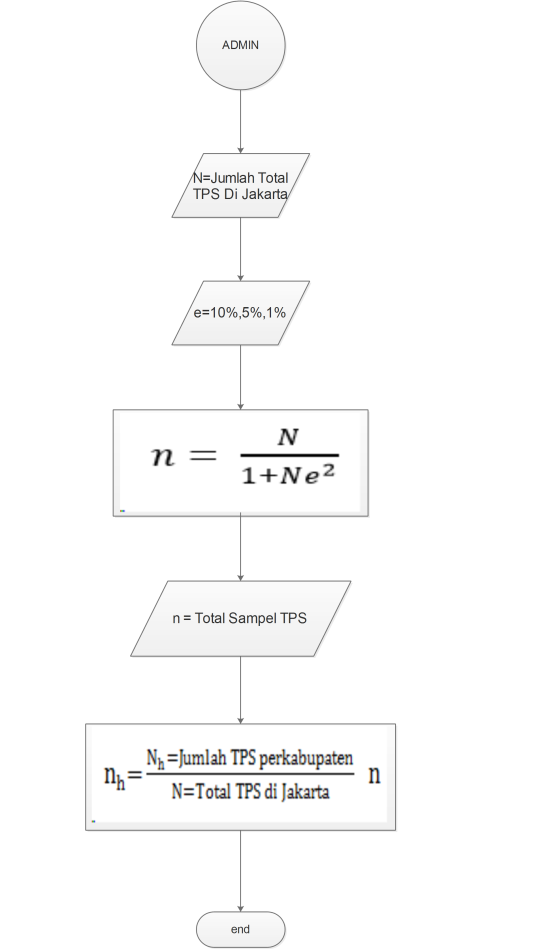 ADMIN
N=Jumlah Total
TPS Di Jakarta
e=10%,5%,1%
n = N / 1+Ne²
n = Total Sampel TPS
nₕ= Nₕ=Jumlah TPS perkabupaten / N=Total TPS di Jakarta n
end